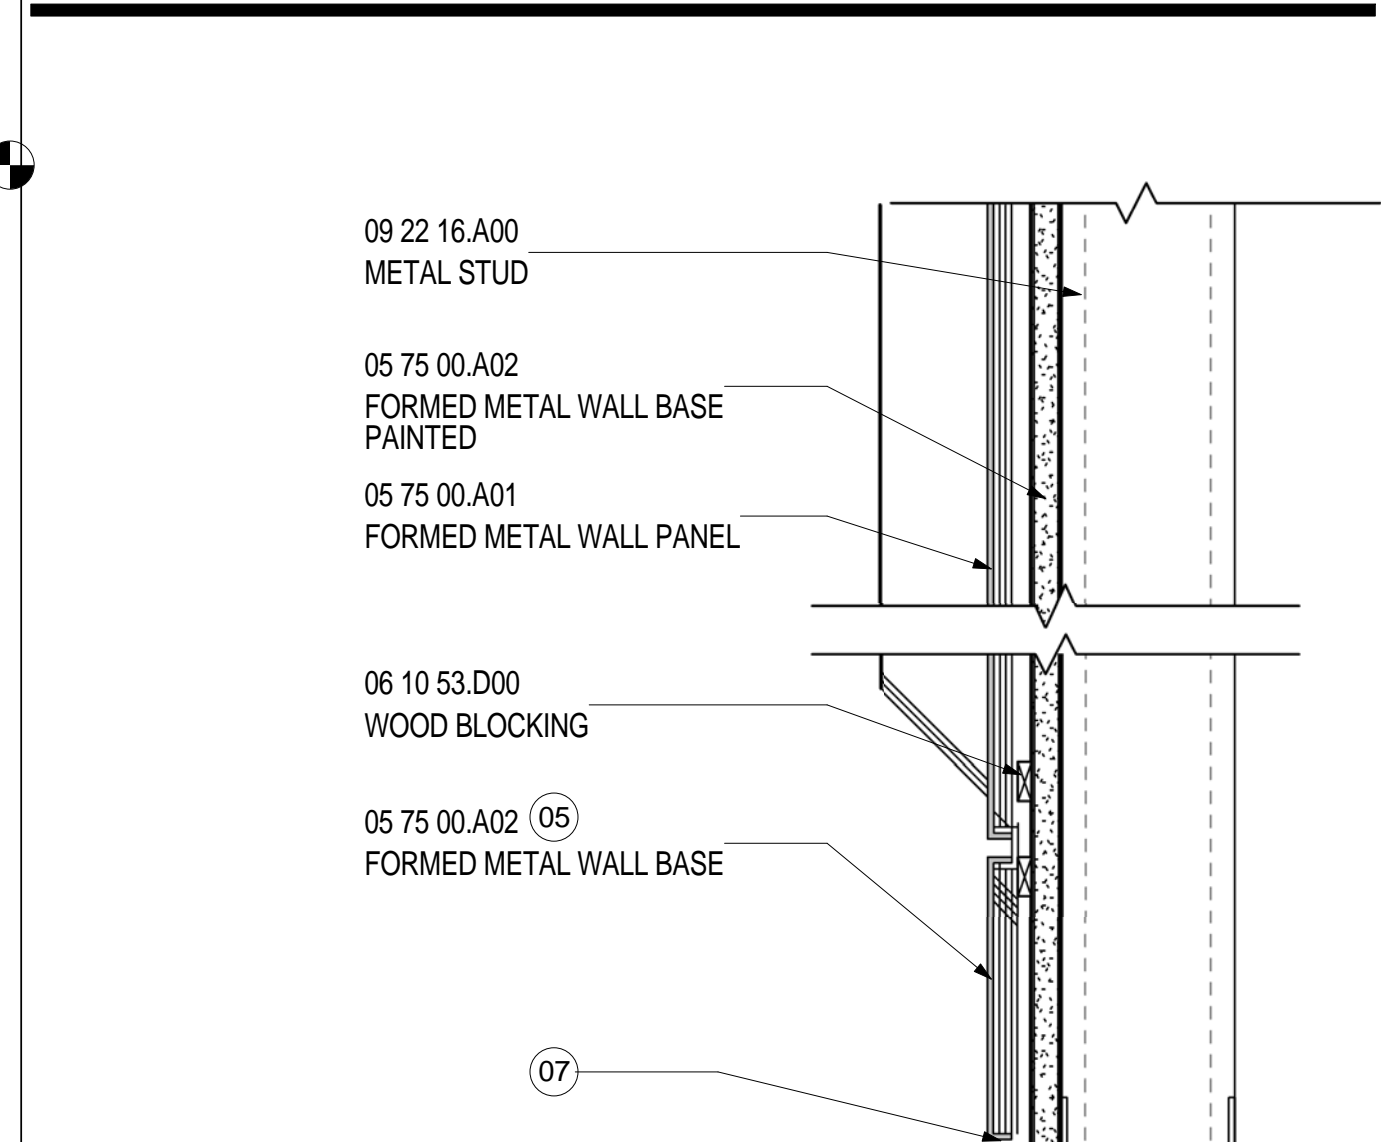 09 22 16.A00
METAL STUD
05 75 00.A02
FORMED METAL WALL BASE
PAINTED
05 75 00.A01
FORMED METAL WALL PANEL
06 10 53.D00
WOOD BLOCKING
05 75 00.A02 05
FORMED METAL WALL BASE
07